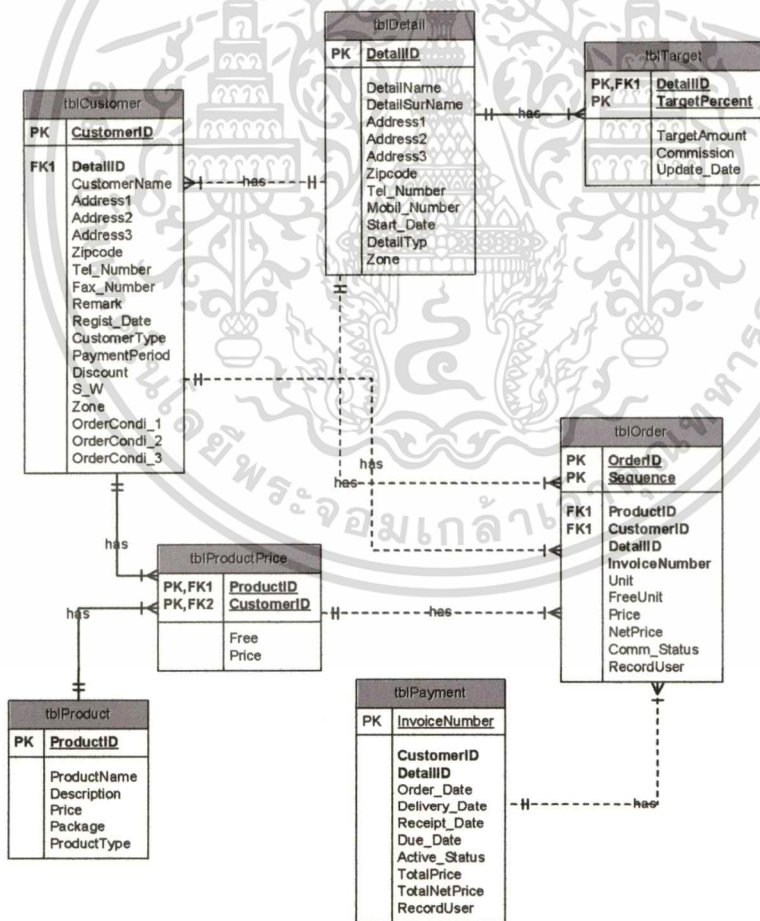 tblDetail
PK DetailID
DetailName
DetailSurName
Address1
Address2
Address3
Zipcode
Tel_Number
Mobil_Number
Start_Date
DetailTyp
Zone
tblTarget
PK,FK1 DetailID
PK TargetPercent
TargetAmount
Commission
Update_Date
has
tblCustomer
PK CustomerID
FK1 DetailID
CustomerName
Address1
Address2
Address3
Zipcode
Tel_Number
Fax_Number
Remark
Regist_Date
CustomerType
PaymentPeriod
Discount
S_W
Zone
OrderCondi_1
OrderCondi_2
OrderCondi_3
has
has
has
tblOrder
PK OrderID
PK Sequence
FK1 ProductID
FK1 CustomerID
DetailID
InvoiceNumber
Unit
FreeUnit
Price
NetPrice
Comm_Status
RecordUser
has
tblProductPrice
PK,FK1 ProductID
PK,FK2 CustomerID
Free
Price
has
has
tblProduct
PK ProductID
ProductName
Description
Price
Package
ProductType
tblPayment
PK InvoiceNumber
CustomerID
DetailID
Order_Date
Delivery_Date
Receipt_Date
Due_Date
Active_Status
TotalPrice
TotalNetPrice
RecordUser
has